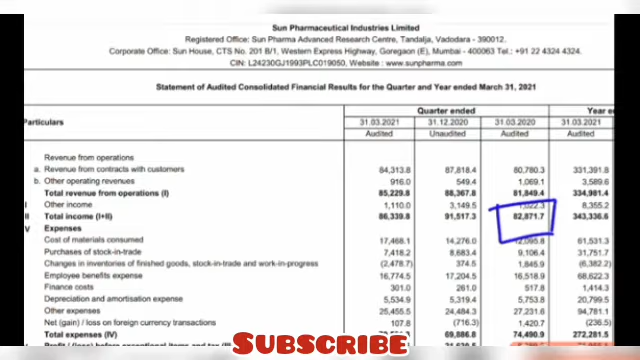 Sun Pharmaceutical Industries Limited
Registered Office: Sun Pharma Advanced Research Centre, Tandalja, Vadodara - 390012.
Corporate Office: Sun House, CTS No. 201 B/1, Western Express Highway, Goregaon (E), Mumbai - 400063 Tel.: +91 22 4324 4324.
CIN: L24230GJ1993PLC019050, Website : www.sunpharma.com
Statement of Audited Consolidated Financial Results for the Quarter and Year ended March 31, 2021
Quarter ended Year
Particulars 31.03.2021 31.12.2020 31.03.2020 31.03.2021
Audited Unaudited Audited Audited
Revenue from operations
a. Revenue from contracts with customers 84,313.8 87,818.4 80,780.3 331,391.8
b. Other operating revenues 916.0 549.4 1,069.1 3,589.6
Total revenue from operations (I) 85,229.8 88,367.8 81,849.4 334,981.4
Other income 1,110.0 3,149.5 1,022.3 8,355.2
Total income (I+II) 86,339.8 91,517.3 82,871.7 343,336.6
Expenses
Cost of materials consumed 17,468.1 14,276.0 12,095.8 61,531.3
Purchases of stock-in-trade 7,418.2 8,683.4 9,106.4 31,751.7
Changes in inventories of finished goods, stock-in-trade and work-in-progress (2,478.7) 374.5 1,845.9 (6,382.2)
Employee benefits expense 16,774.5 17,204.5 16,518.9 68,622.3
Finance costs 301.0 261.0 517.8 1,414.3
Depreciation and amortisation expense 5,534.9 5,319.4 5,753.8 20,799.5
Other expenses 25,455.5 24,484.3 27,231.6 94,781.1
Net (gain) / loss on foreign currency transactions 107.8 (716.3) 1,420.7 (236.5)
Total expenses (IV) 69,886.8 74,490.9 272,281.5
SUBSCRIBE